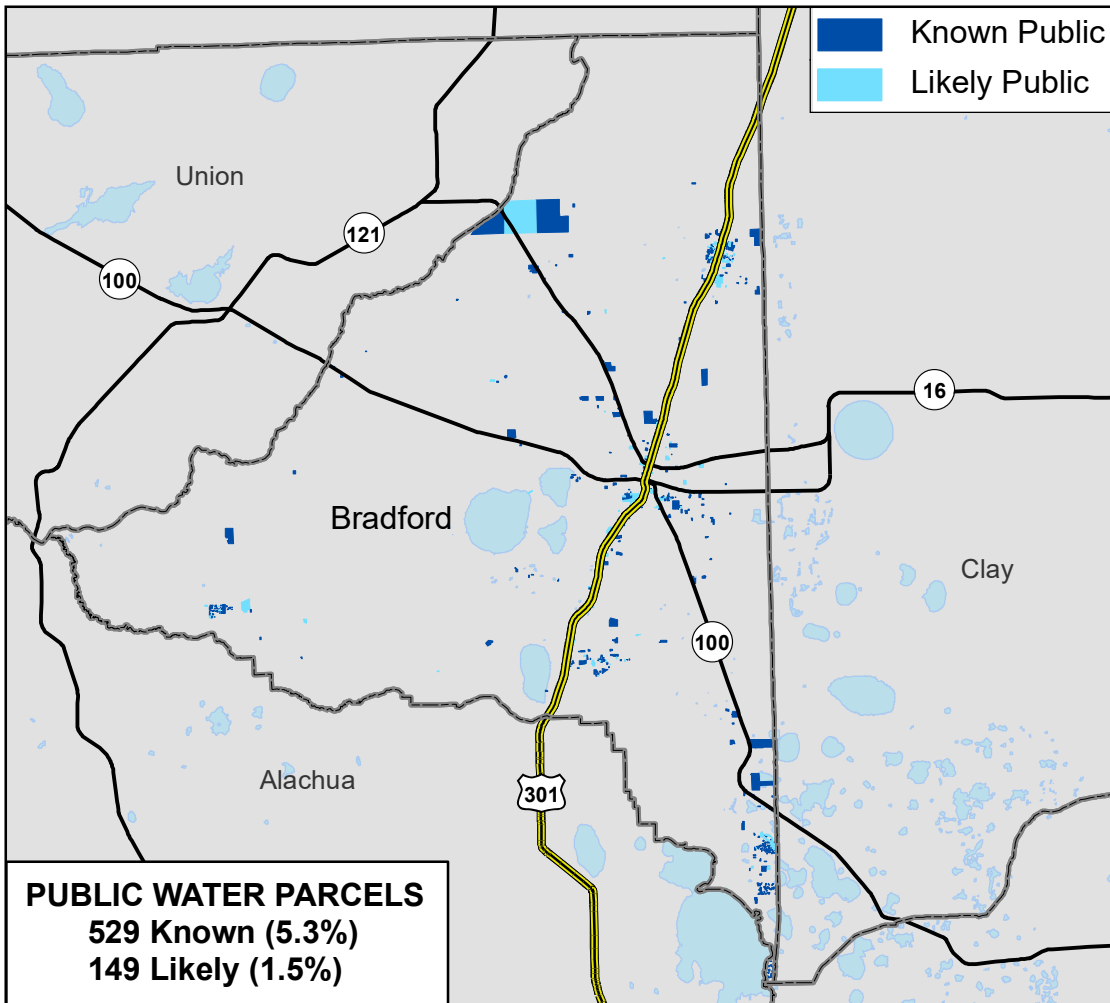 Known Public
Likely Public
Union
121
100
16
Bradford
Clay
100
Alachua
301
PUBLIC WATER PARCELS
529 Known (5.3%)
149 Likely (1.5%)